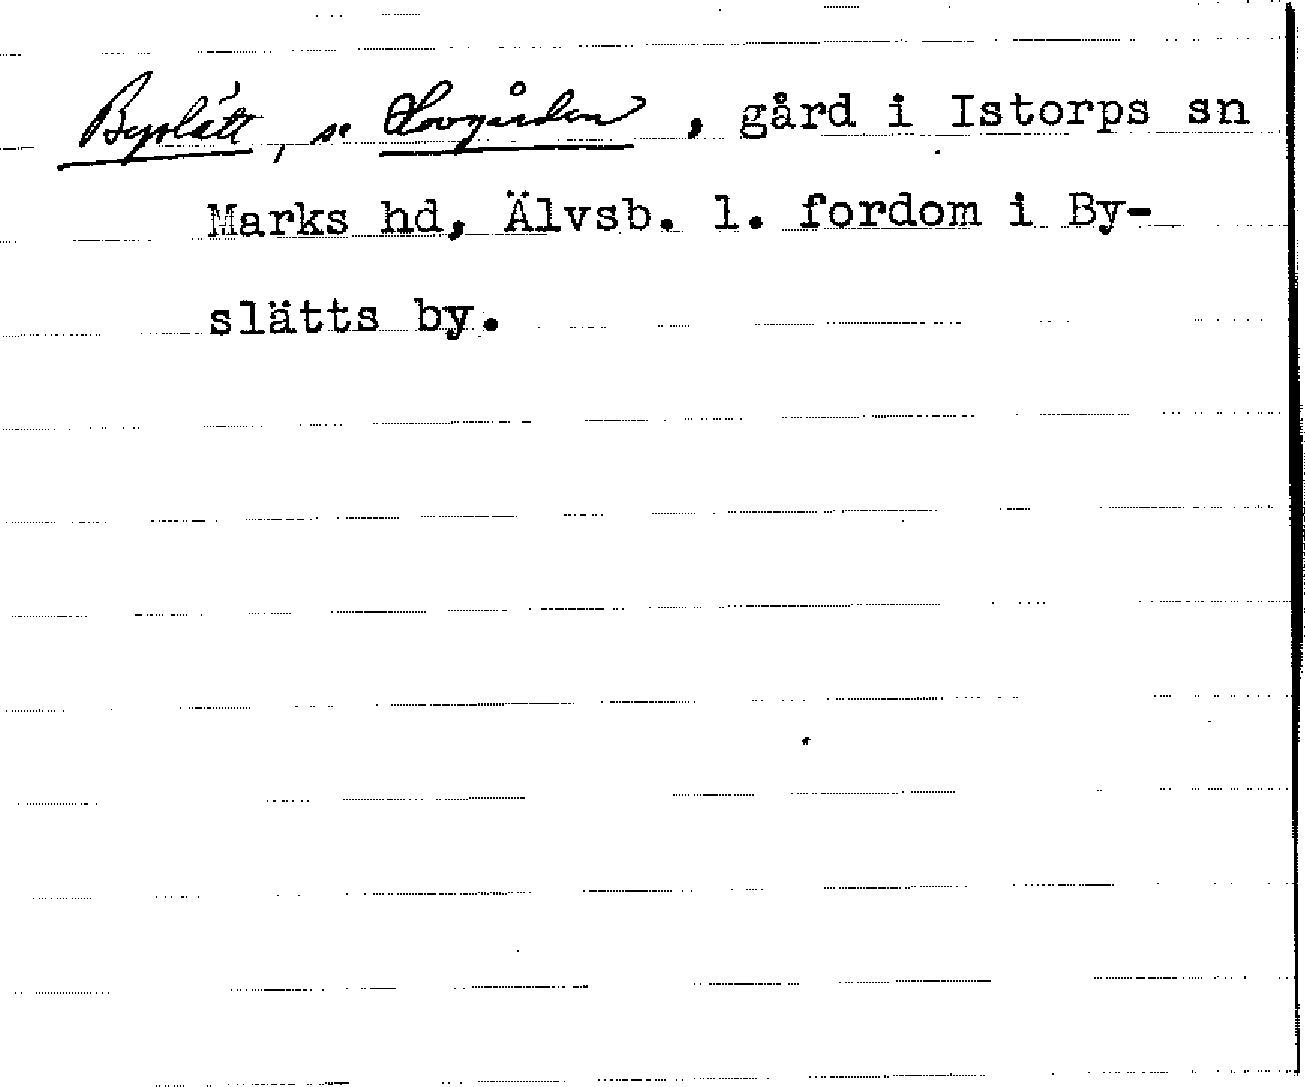 Byslätt, se Hovgården, gård i Istorps sn
Marks hd, Älvsb. l. fordom i By-
slätts by.